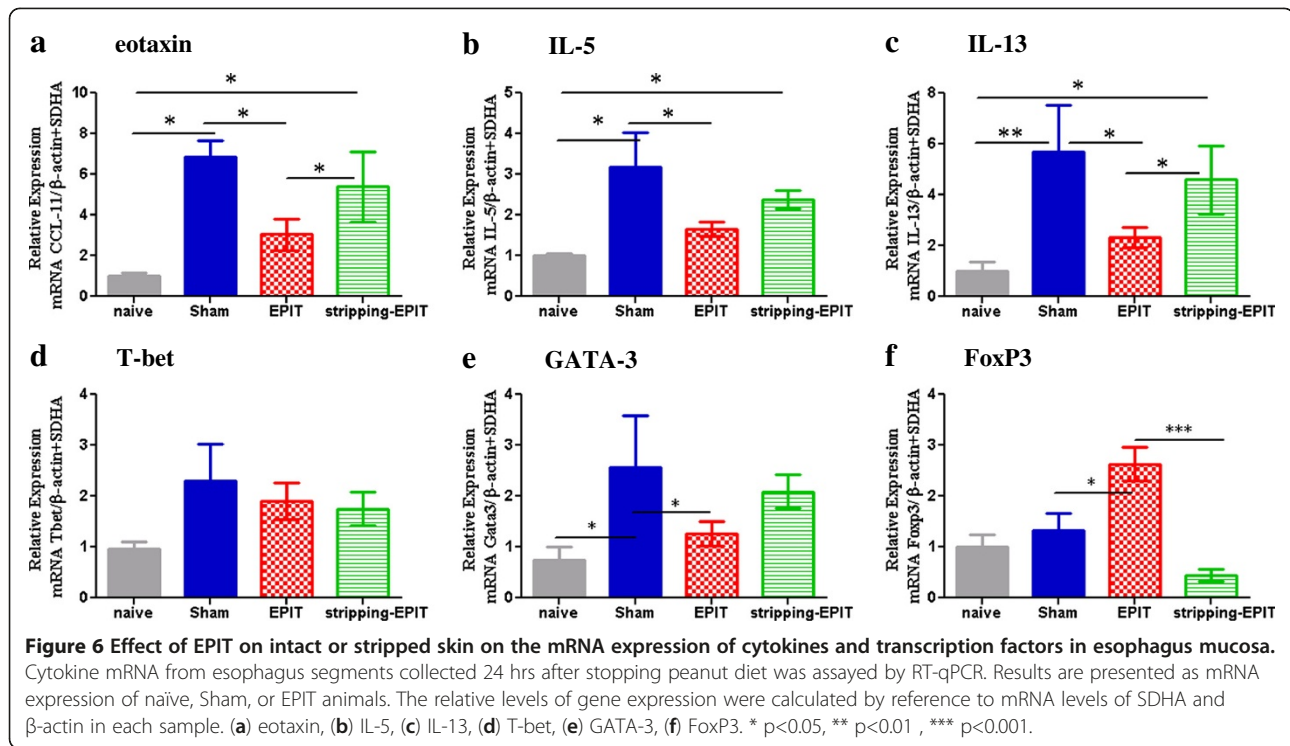 a eotaxin
Relative Expression
mRNA CCL-11/β-actin+SDHA
10
8
6
4
2
0
*
*
*
*
naive Sham EPIT stripping-EPIT
b IL-5
Relative Expression
mRNA IL-5/β-actin+SDHA
5
4
3
2
1
0
*
*
*
naive Sham EPIT stripping-EPIT
c IL-13
Relative Expression
mRNA IL-13/β-actin+SDHA
8
6
4
2
0
*
**
*
*
naive Sham EPIT stripping-EPIT
d T-bet
Relative Expression
mRNA Tbet/β-actin+SDHA
4
3
2
1
0
naive Sham EPIT stripping-EPIT
e GATA-3
Relative Expression
mRNA Gata3/β-actin+SDHA
4
3
2
1
0
*
*
naive Sham EPIT stripping-EPIT
f FoxP3
Relative Expression
mRNA Foxp3/β-actin+SDHA
4
3
2
1
0
***
*
naive Sham EPIT stripping-EPIT
Figure 6 Effect of EPIT on intact or stripped skin on the mRNA expression of cytokines and transcription factors in esophagus mucosa.
Cytokine mRNA from esophagus segments collected 24 hrs after stopping peanut diet was assayed by RT-qPCR. Results are presented as mRNA
expression of naïve, Sham, or EPIT animals. The relative levels of gene expression were calculated by reference to mRNA levels of SDHA and
β-actin in each sample. (a) eotaxin, (b) IL-5, (c) IL-13, (d) T-bet, (e) GATA-3, (f) FoxP3. * p<0.05, ** p<0.01 , *** p<0.001.